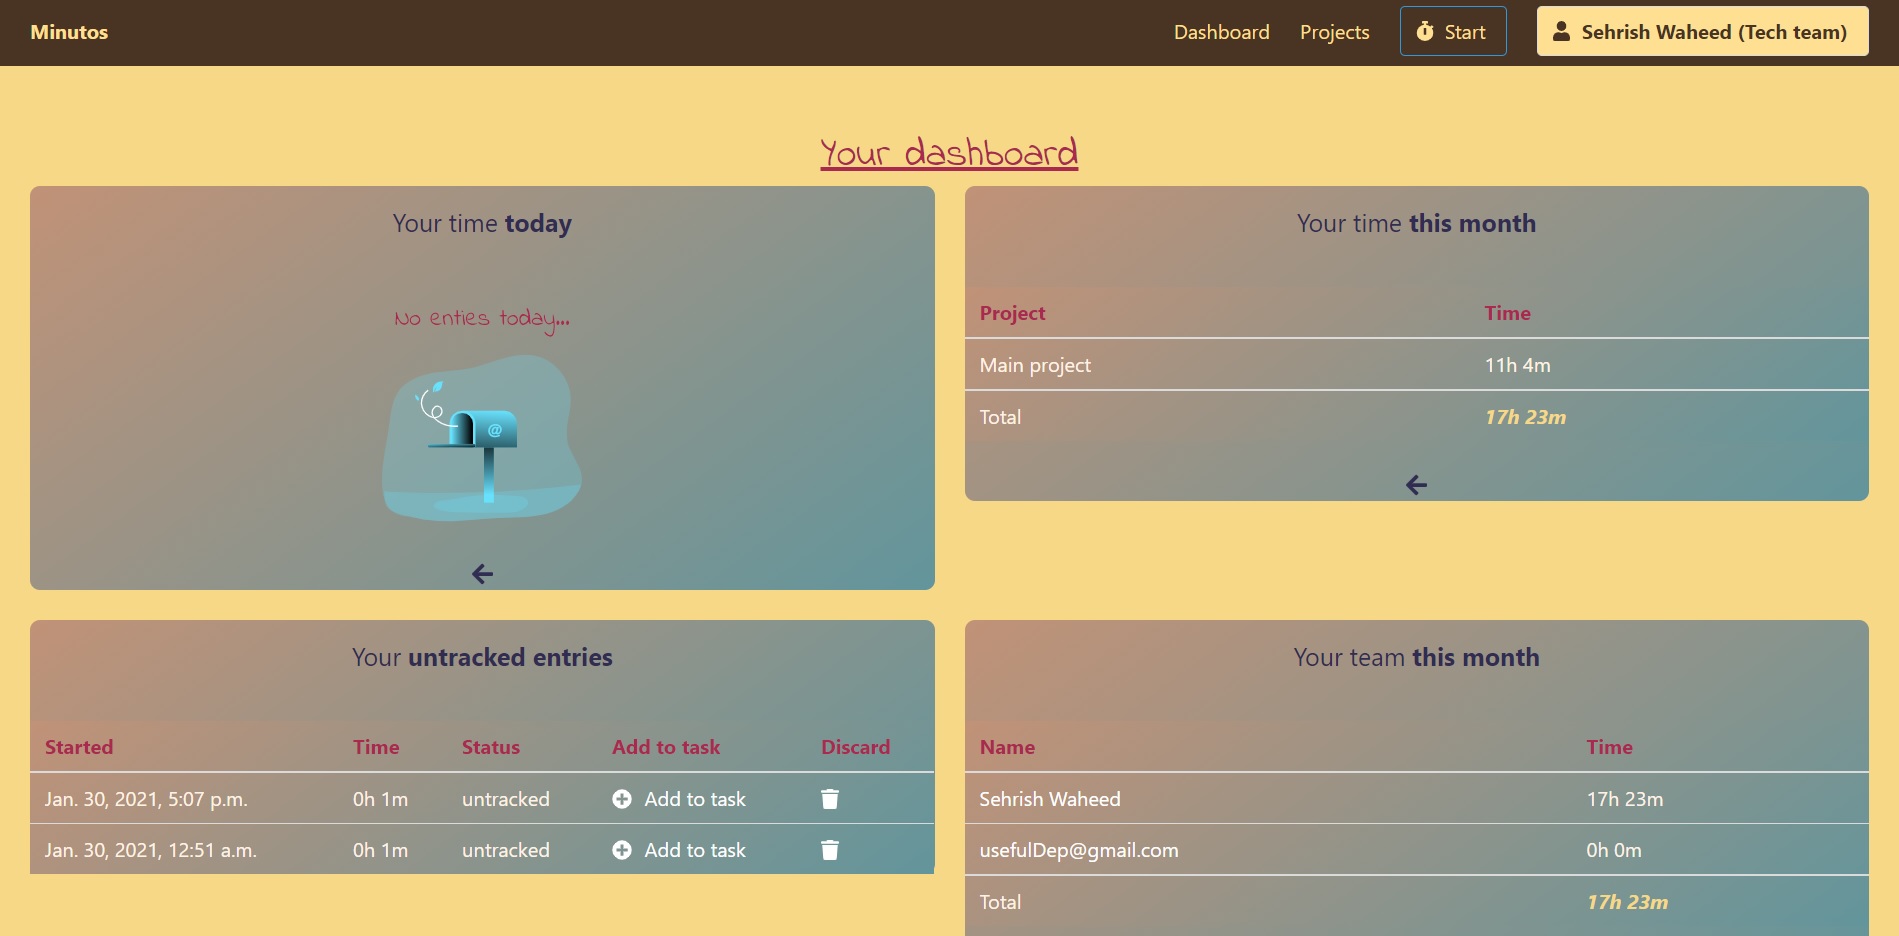 Minutos
Dashboard Projects Start Sehrish Waheed (Tech team)
Your dashboard
Your time today
No enties today...
@
Your time this month
Project Time
Main project 11h 4m
Total 17h 23m
Your untracked entries
Started Time Status Add to task Discard
Jan. 30, 2021, 5:07 p.m. 0h 1m untracked Add to task
Jan. 30, 2021, 12:51 a.m. 0h 1m untracked Add to task
Your team this month
Name Time
Sehrish Waheed 17h 23m
usefulDep@gmail.com 0h 0m
Total 17h 23m